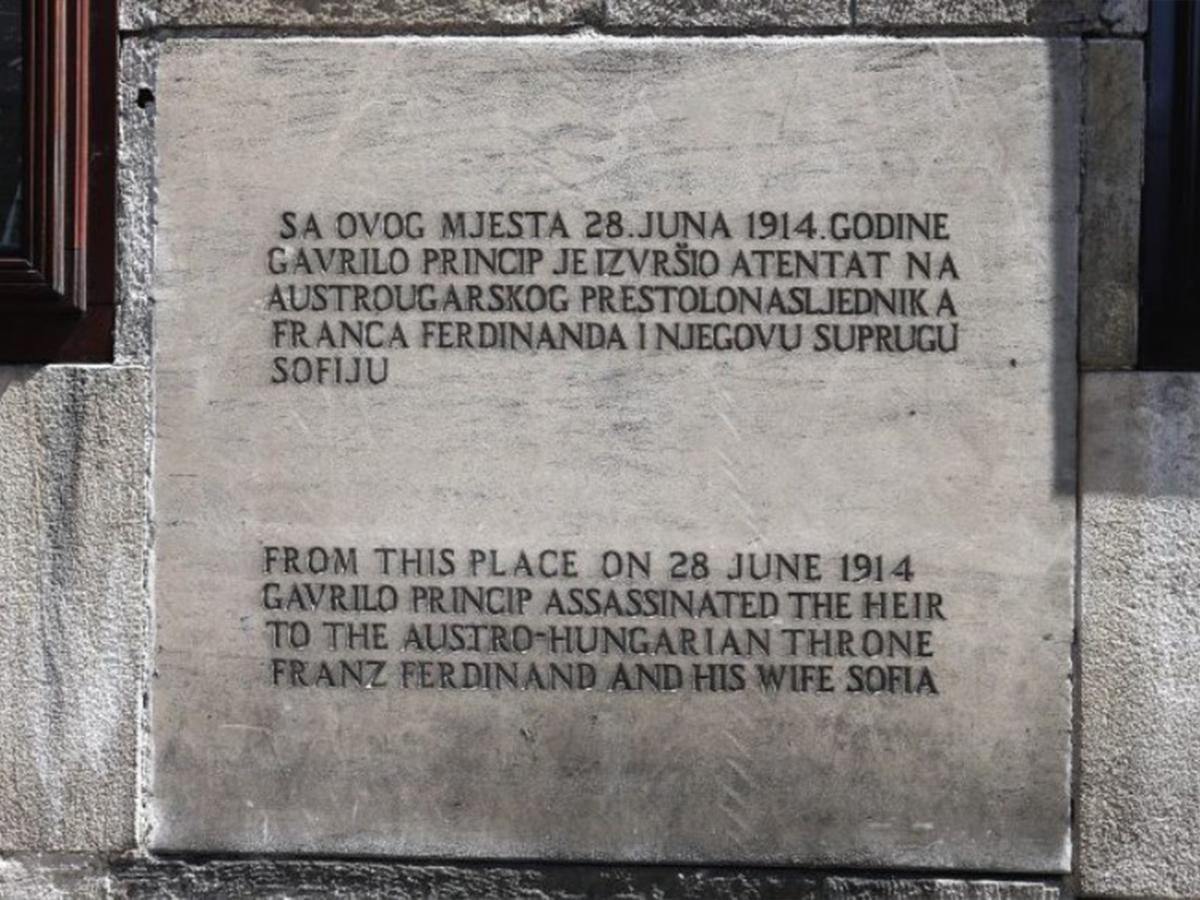 SA OVOG MJESTA 28. JUNA 1914. GODINE
GAVRILO PRINCIP JE IZVRŠIO ATENTAT NA
AUSTROUGARSKOG PRESTOLONASLJEDNIKA
FRANCA FERDINANDA I NJEGOVU SUPRUGU
SOFIJU
FROM THIS PLACE ON 28 JUNE 1914
GAVRILO PRINCIP ASSASSINATED THE HEIR
TO THE AUSTRO-HUNGARIAN THRONE
FRANZ FERDINAND AND HIS WIFE SOFIA